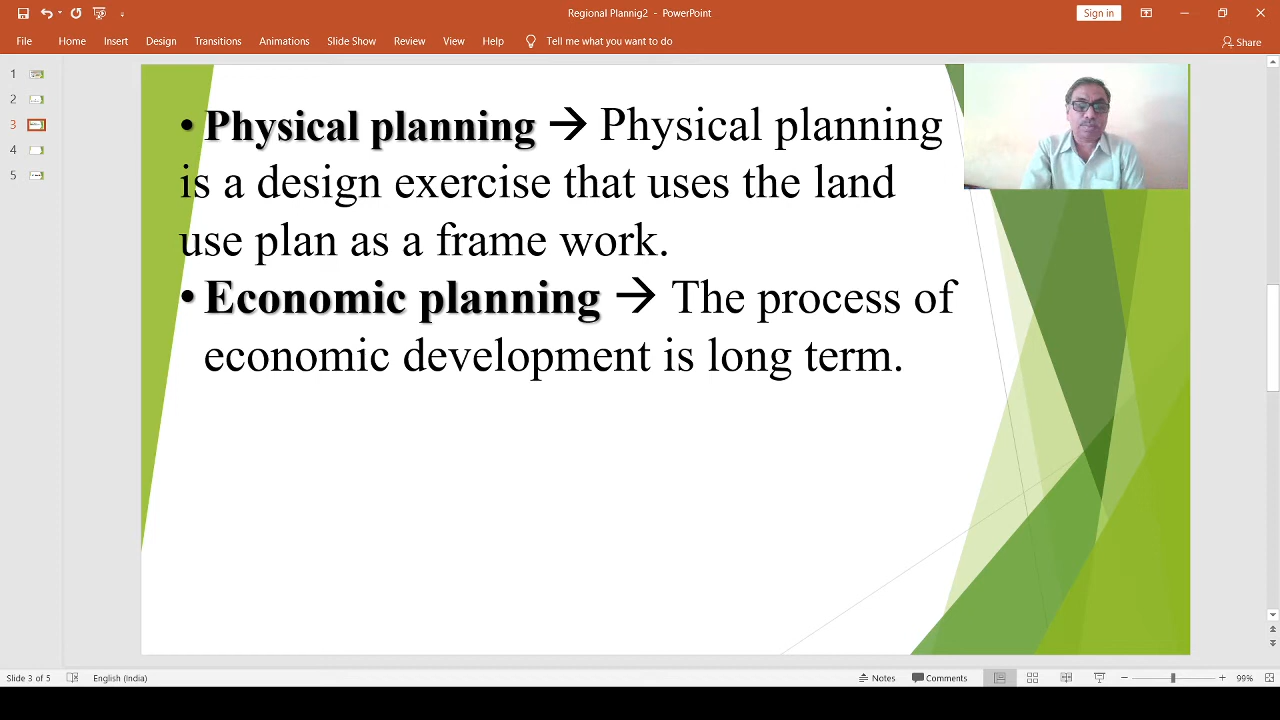 Regional Plannig2 - PowerPoint
Sign in
File Home Insert Design Transitions Animations Slide Show Review View Help Tell me what you want to do
Share
1
2
3
4
5
• Physical planning → Physical planning
is a design exercise that uses the land
use plan as a frame work.
• Economic planning → The process of
economic development is long term.
Slide 3 of 5 English (India) Notes Comments 99%